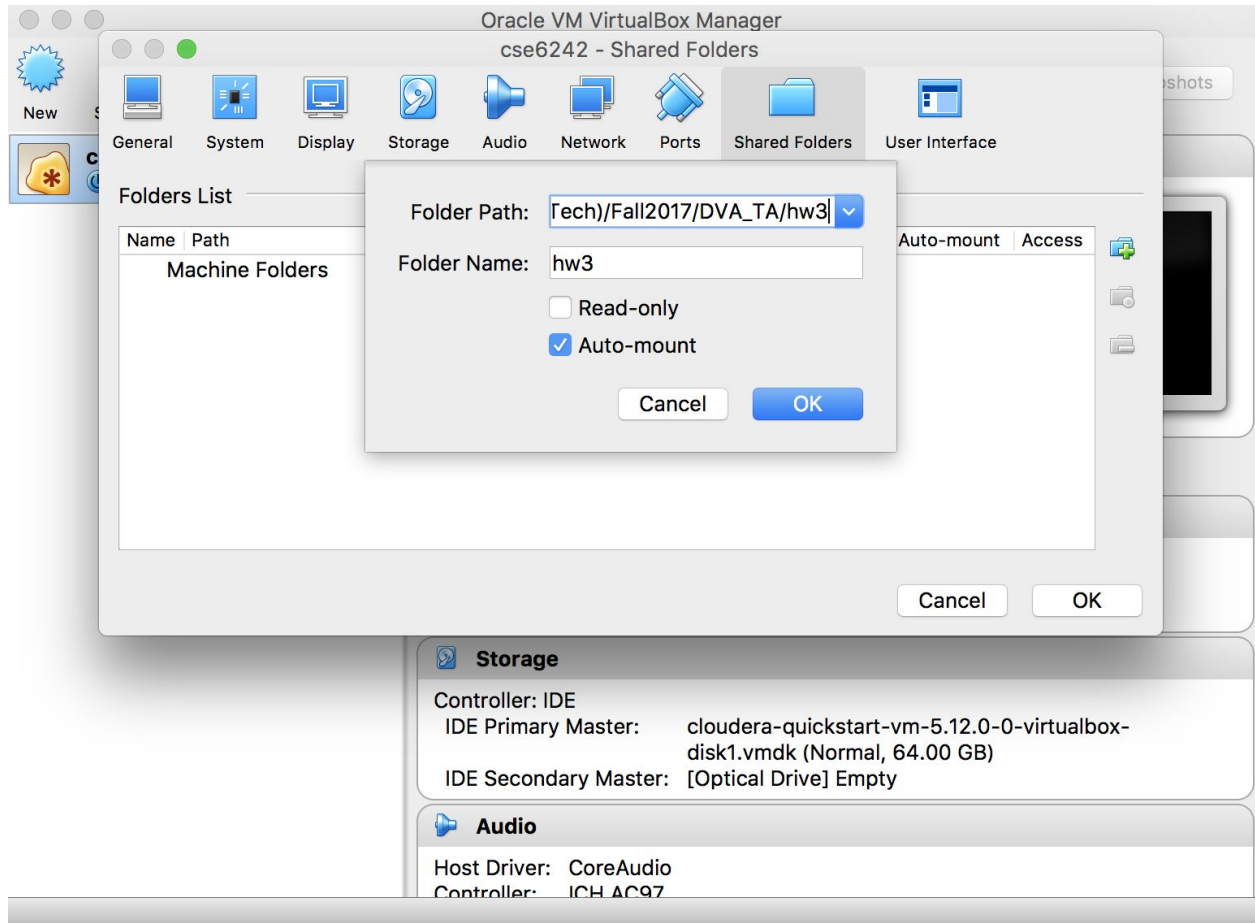 Oracle VM VirtualBox Manager
cse6242 - Shared Folders
New
General System Display Storage Audio Network Ports Shared Folders User Interface
Folders List
Name Path Auto-mount Access
Machine Folders
Folder Path: Tech)/Fall2017/DVA_TA/hw3
Folder Name: hw3
Read-only
Auto-mount
Cancel OK
Cancel OK
Storage
Controller: IDE
IDE Primary Master: cloudera-quickstart-vm-5.12.0-0-virtualbox-
disk1.vmdk (Normal, 64.00 GB)
IDE Secondary Master: [Optical Drive] Empty
Audio
Host Driver: CoreAudio
Controller: ICH AC97